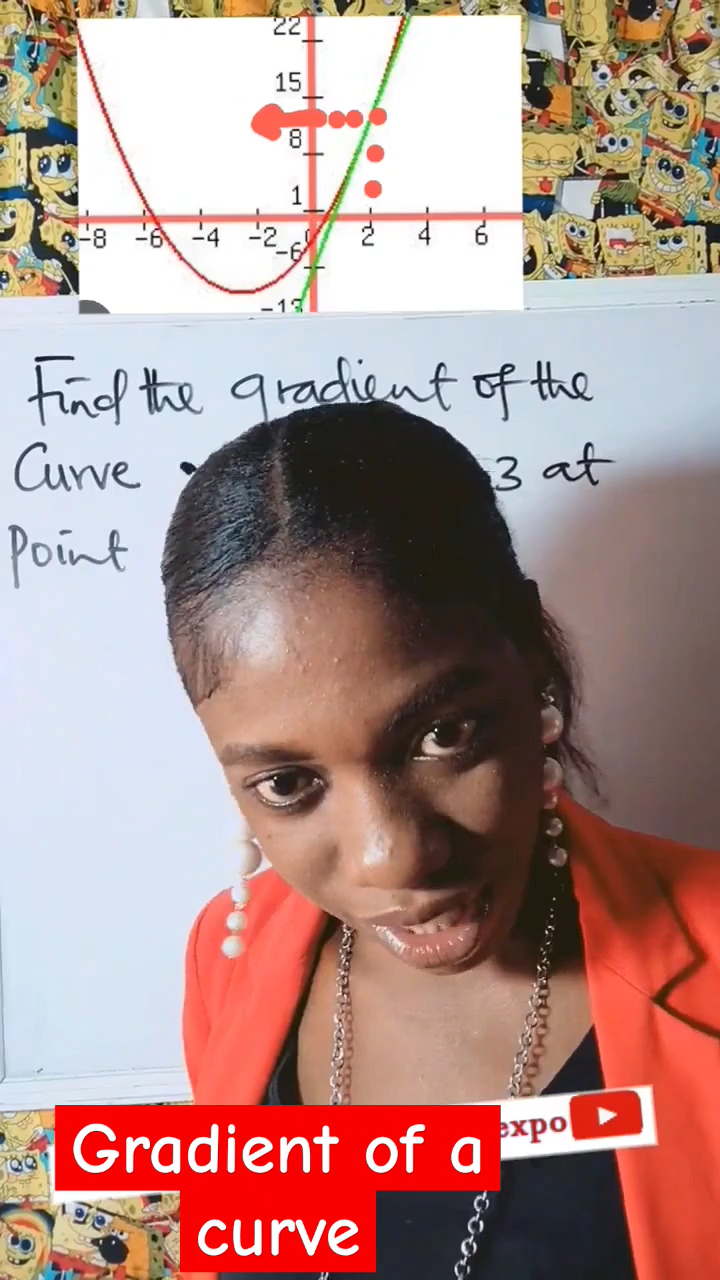 22
15
8
1
-8 -6 -4 -2 0 2 4 6
-6
-13
Find the gradient of the
Curve 3 at
Point
expo
Gradient of a
curve